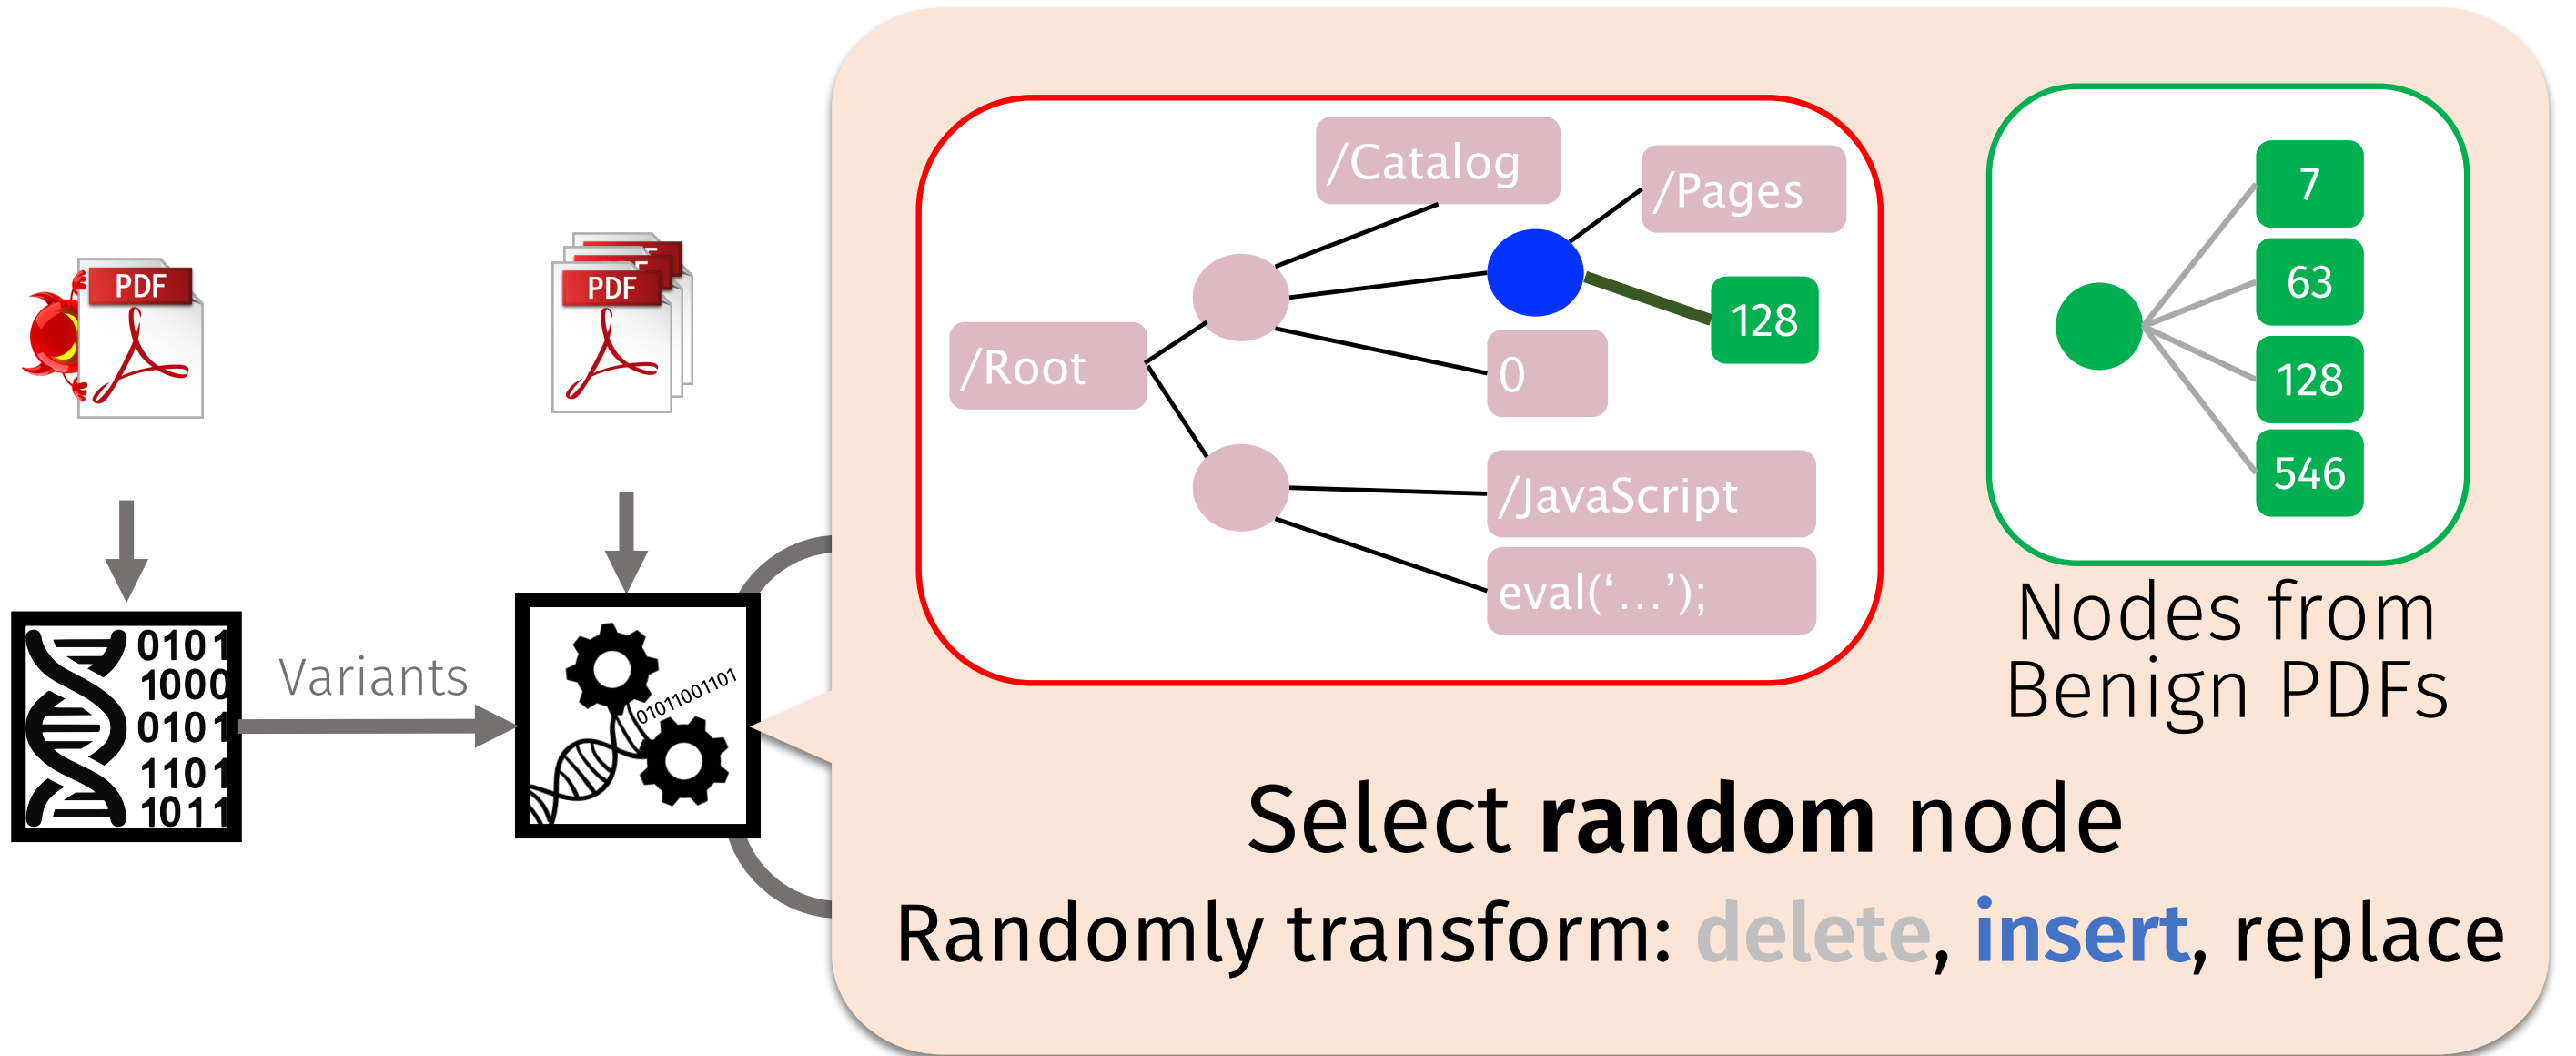 PDF
PDF
F
F
0101
1000
0101
1101
1011
Variants
01011001101
/Root
/Catalog
/Pages
128
0
/JavaScript
eval(‘…’);
7
63
128
546
Nodes from
Benign PDFs
Select random node
Randomly transform: delete, insert, replace